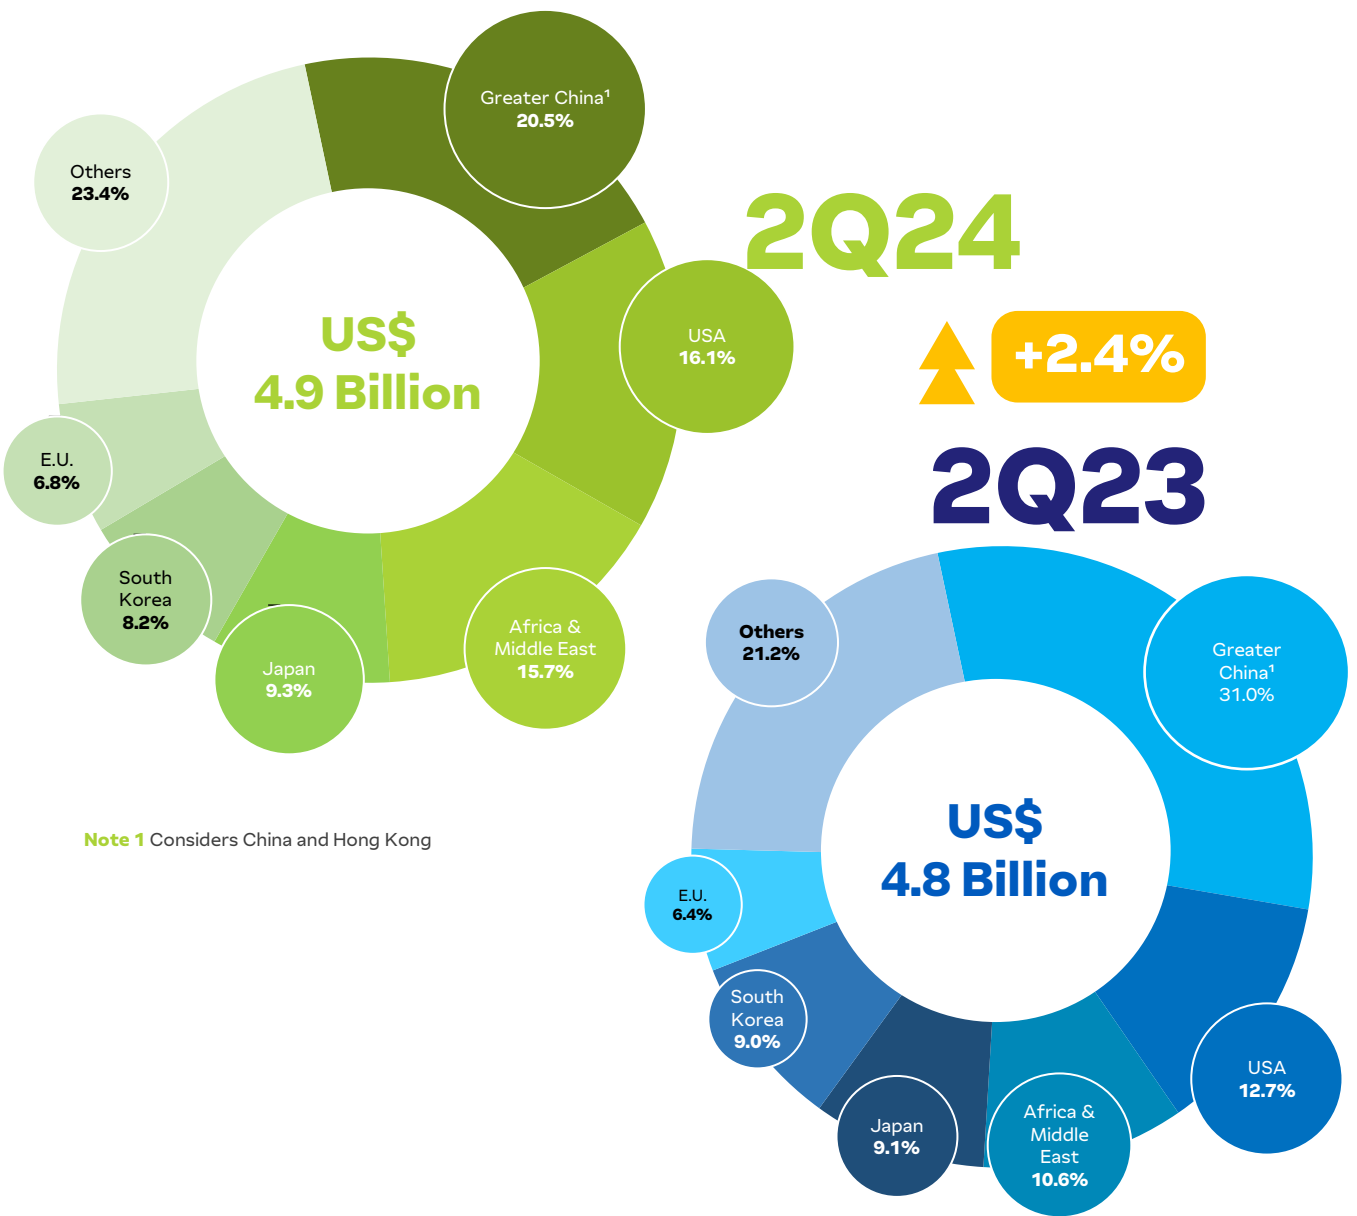 Greater China¹
20.5%
Others
23.4%
USA
16.1%
US$
4.9 Billion
E.U.
6.8%
South
Korea
8.2%
Japan
9.3%
Africa &
Middle East
15.7%
2Q24
+2.4%
2Q23
Note 1 Considers China and Hong Kong
Others
21.2%
Greater
China¹
31.0%
US$
4.8 Billion
E.U.
6.4%
South
Korea
9.0%
Japan
9.1%
Africa &
Middle
East
10.6%
USA
12.7%